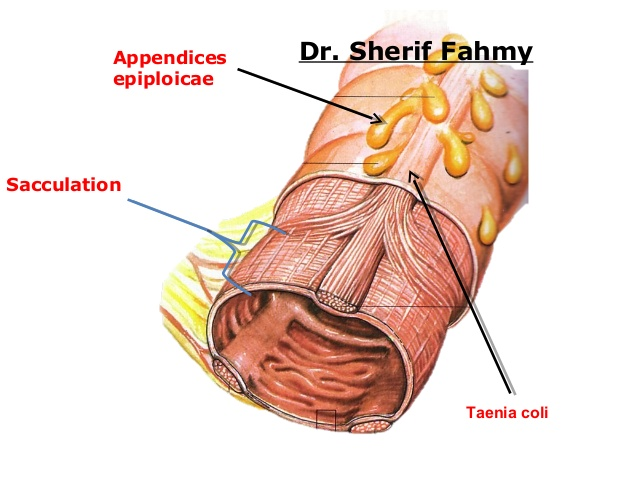 Dr. Sherif Fahmy
Appendices
epiploicae
Sacculation
Taenia coli